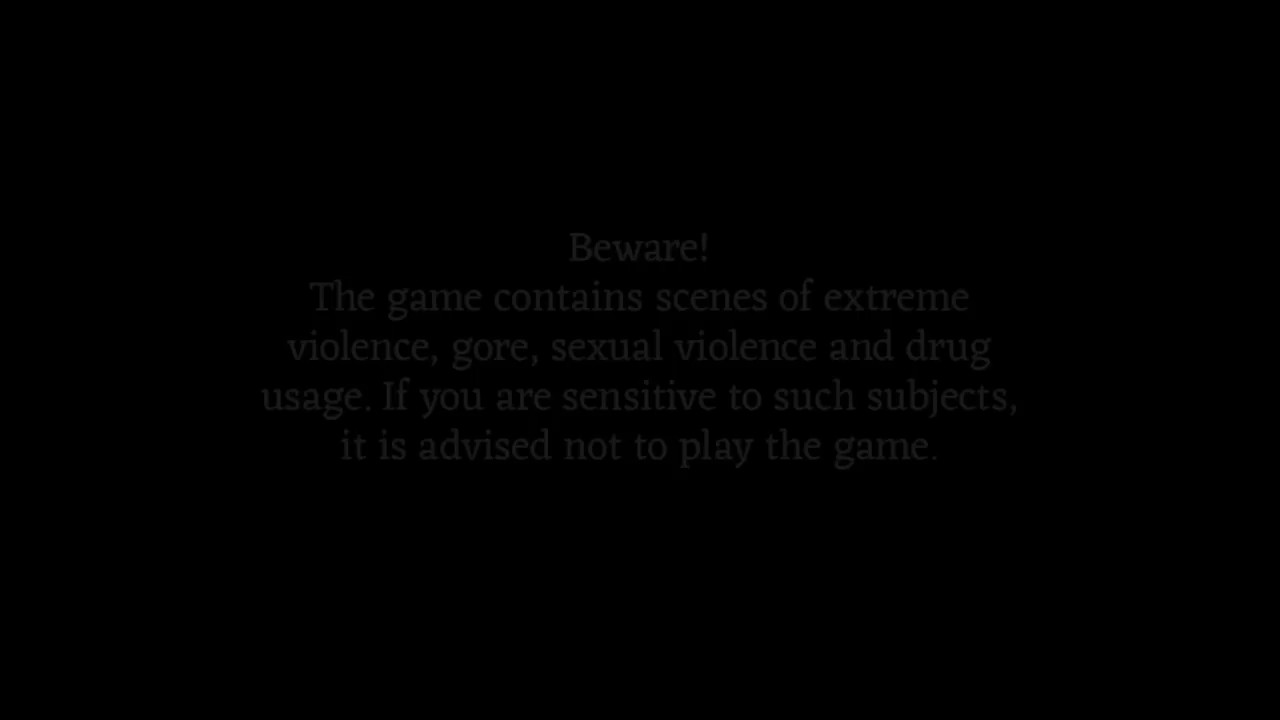 Beware!
The game contains scenes of extreme
violence, gore, sexual violence and drug
usage. If you are sensitive to such subjects,
it is advised not to play the game.